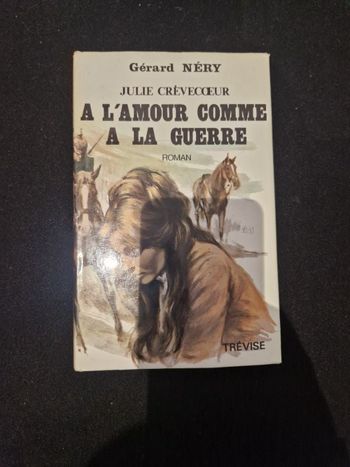 Gérard NÉRY
JULIE CRÈVECŒUR
A L'AMOUR COMME
A LA GUERRE
ROMAN
TRÉVISE